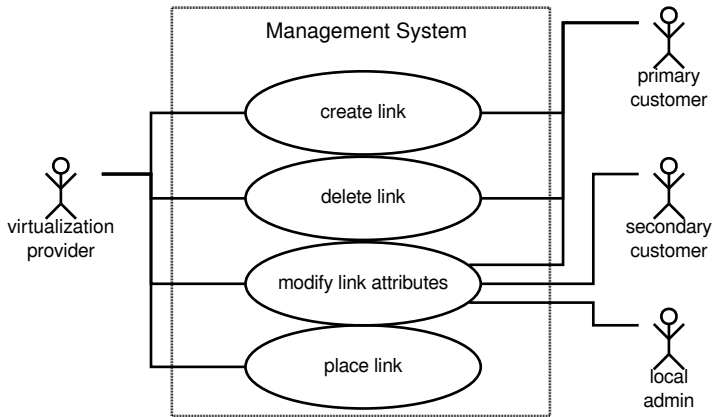 Management System
primary
customer
create link
delete link
virtualization
provider
secondary
customer
modify link attributes
place link
local
admin